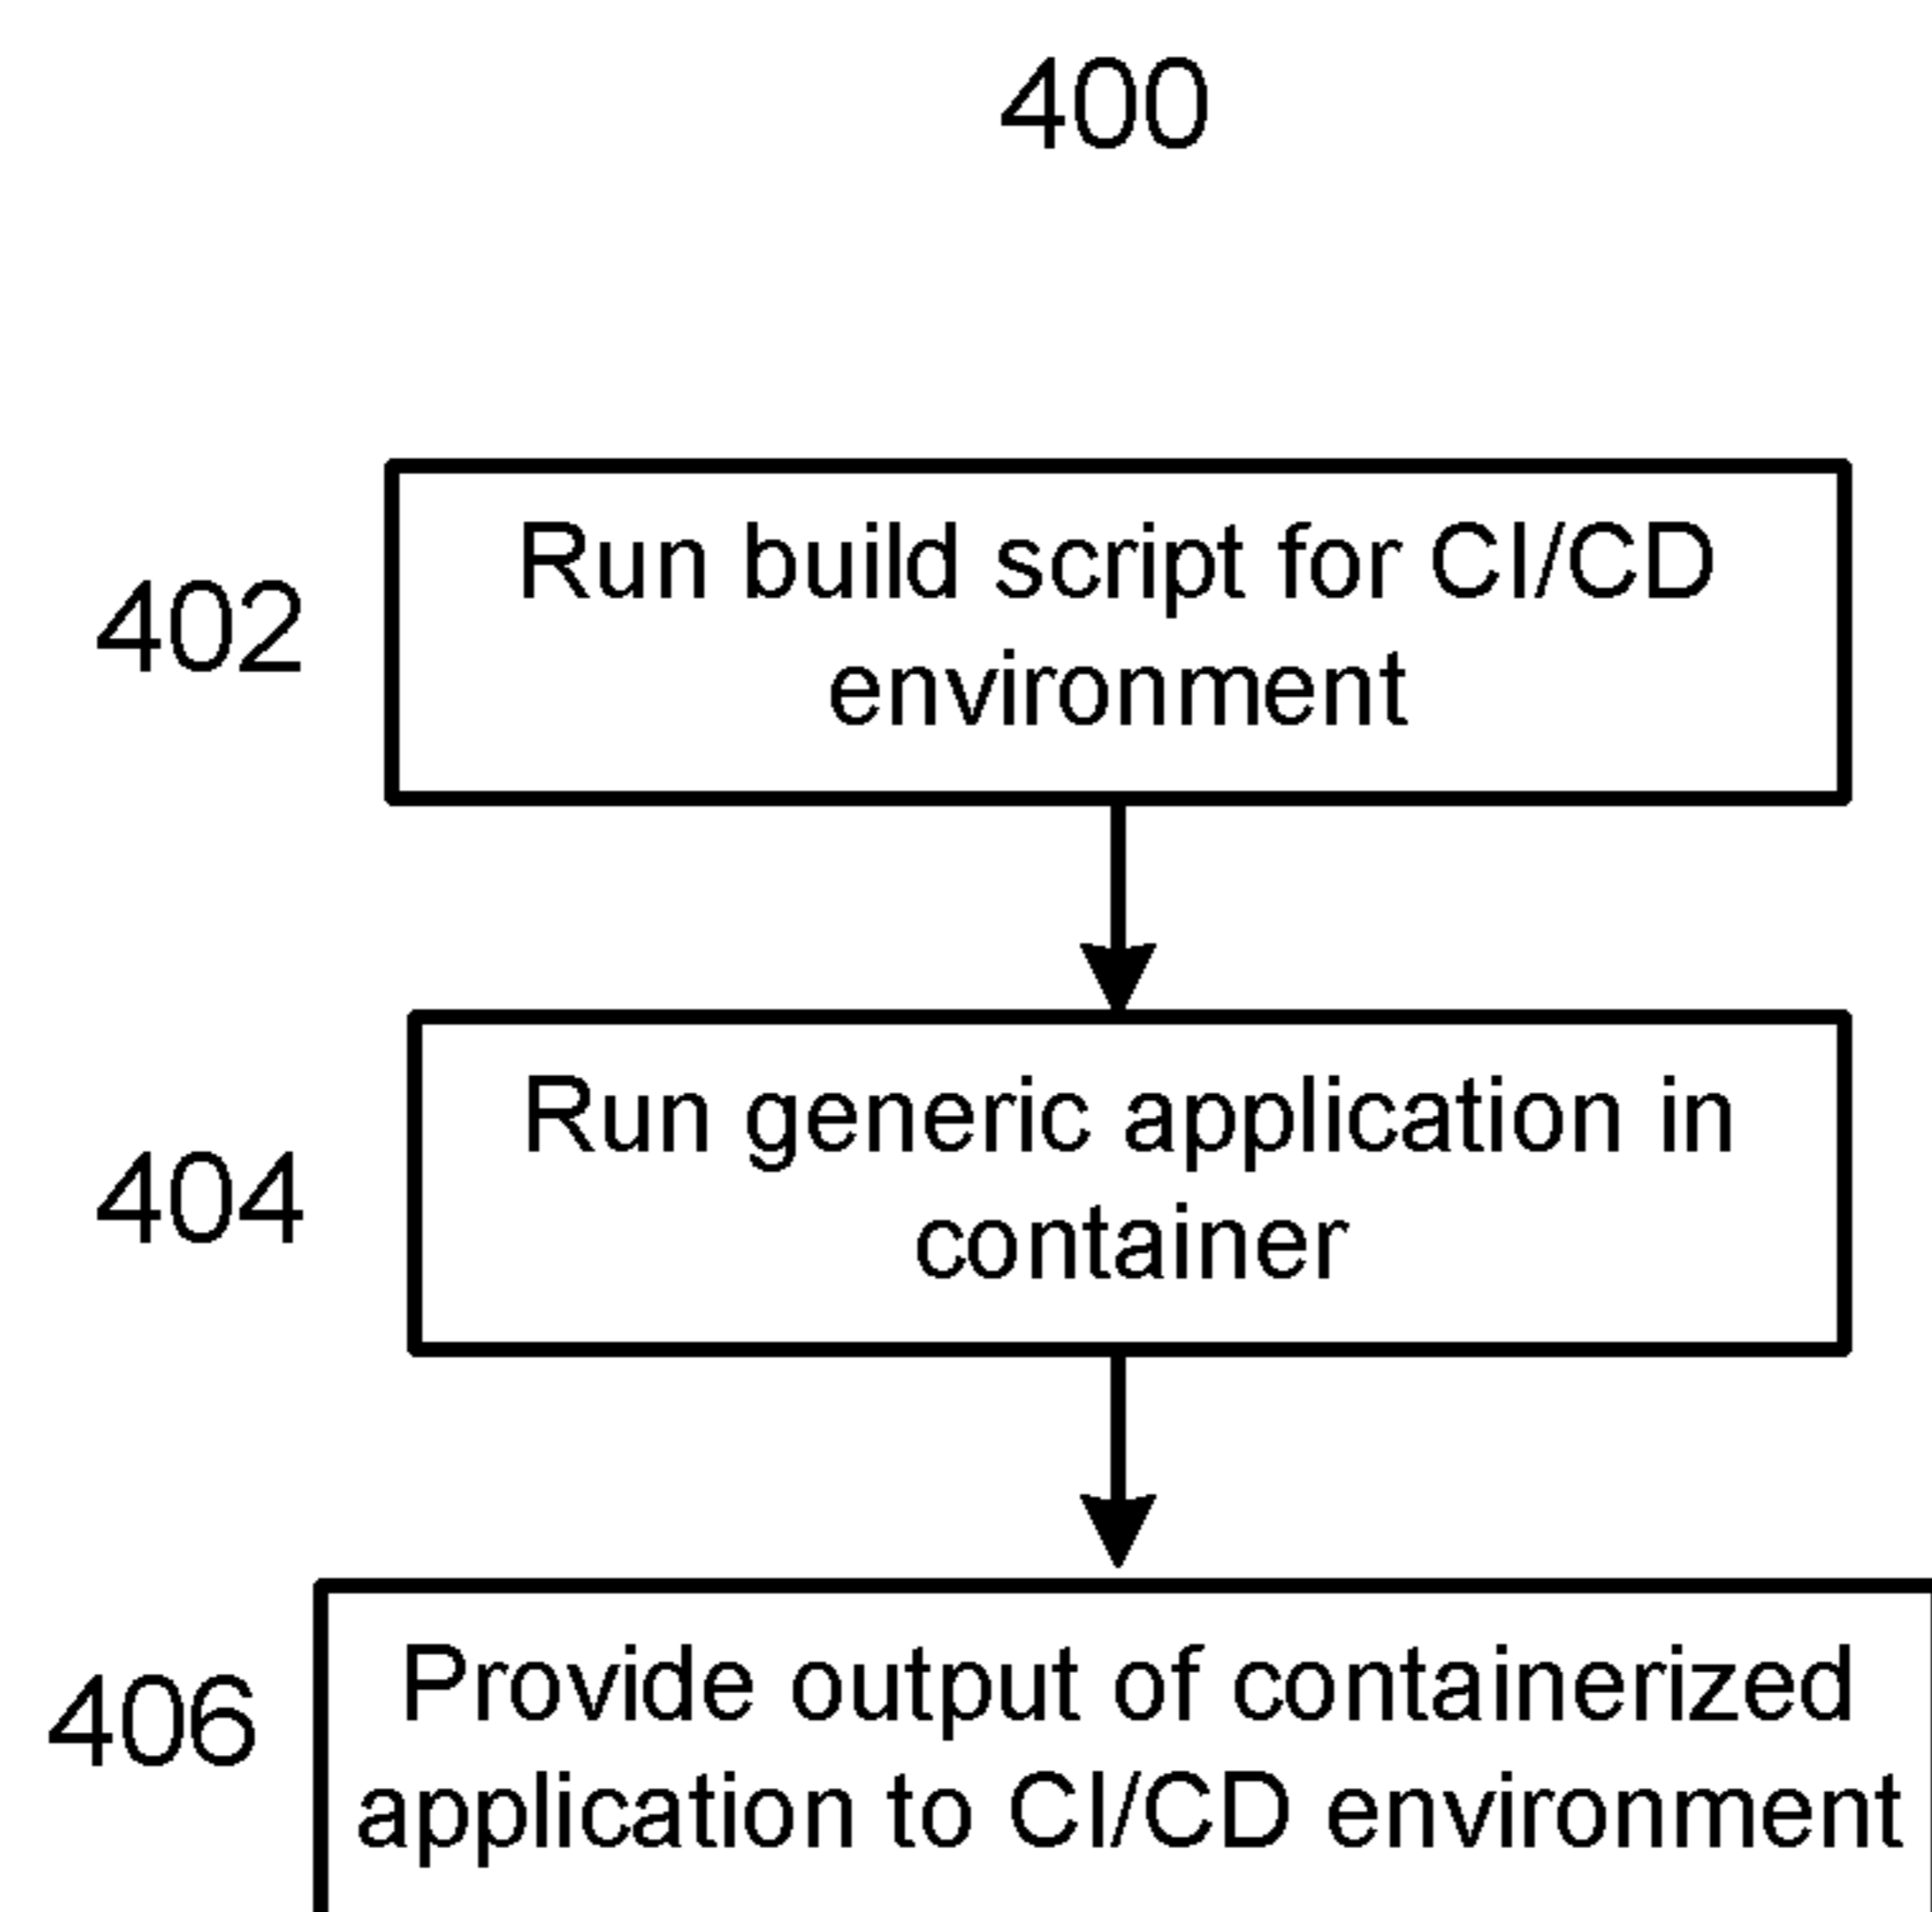 400
402
Run build script for CI/CD
environment
404
Run generic application in
container
406
Provide output of containerized
application to CI/CD environment